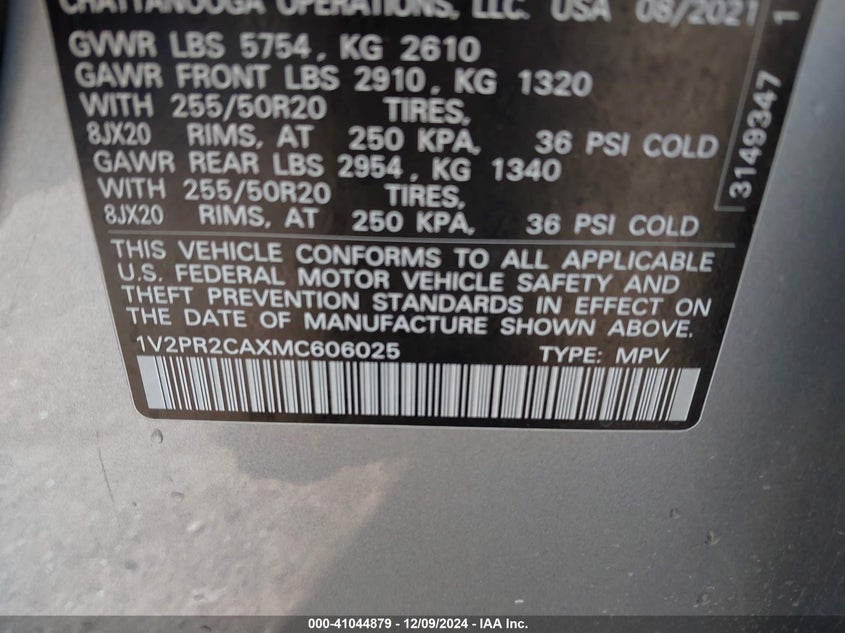 CHATTANOOGA OPERATIONS, LLC. USA 08/2021 1
GVWR LBS 5754, KG 2610
GAWR FRONT LBS 2910, KG 1320
WITH 255/50R20 TIRES,
8JX20 RIMS, AT 250 KPA, 36 PSI COLD
GAWR REAR LBS 2954, KG 1340
WITH 255/50R20 TIRES,
8JX20 RIMS, AT 250 KPA, 36 PSI COLD
3149347
THIS VEHICLE CONFORMS TO ALL APPLICABLE
U.S. FEDERAL MOTOR VEHICLE SAFETY AND
THEFT PREVENTION STANDARDS IN EFFECT ON
THE DATE OF MANUFACTURE SHOWN ABOVE.
1V2PR2CAXMC606025 TYPE: MPV
000-41044879 - 12/09/2024 - IAA Inc.